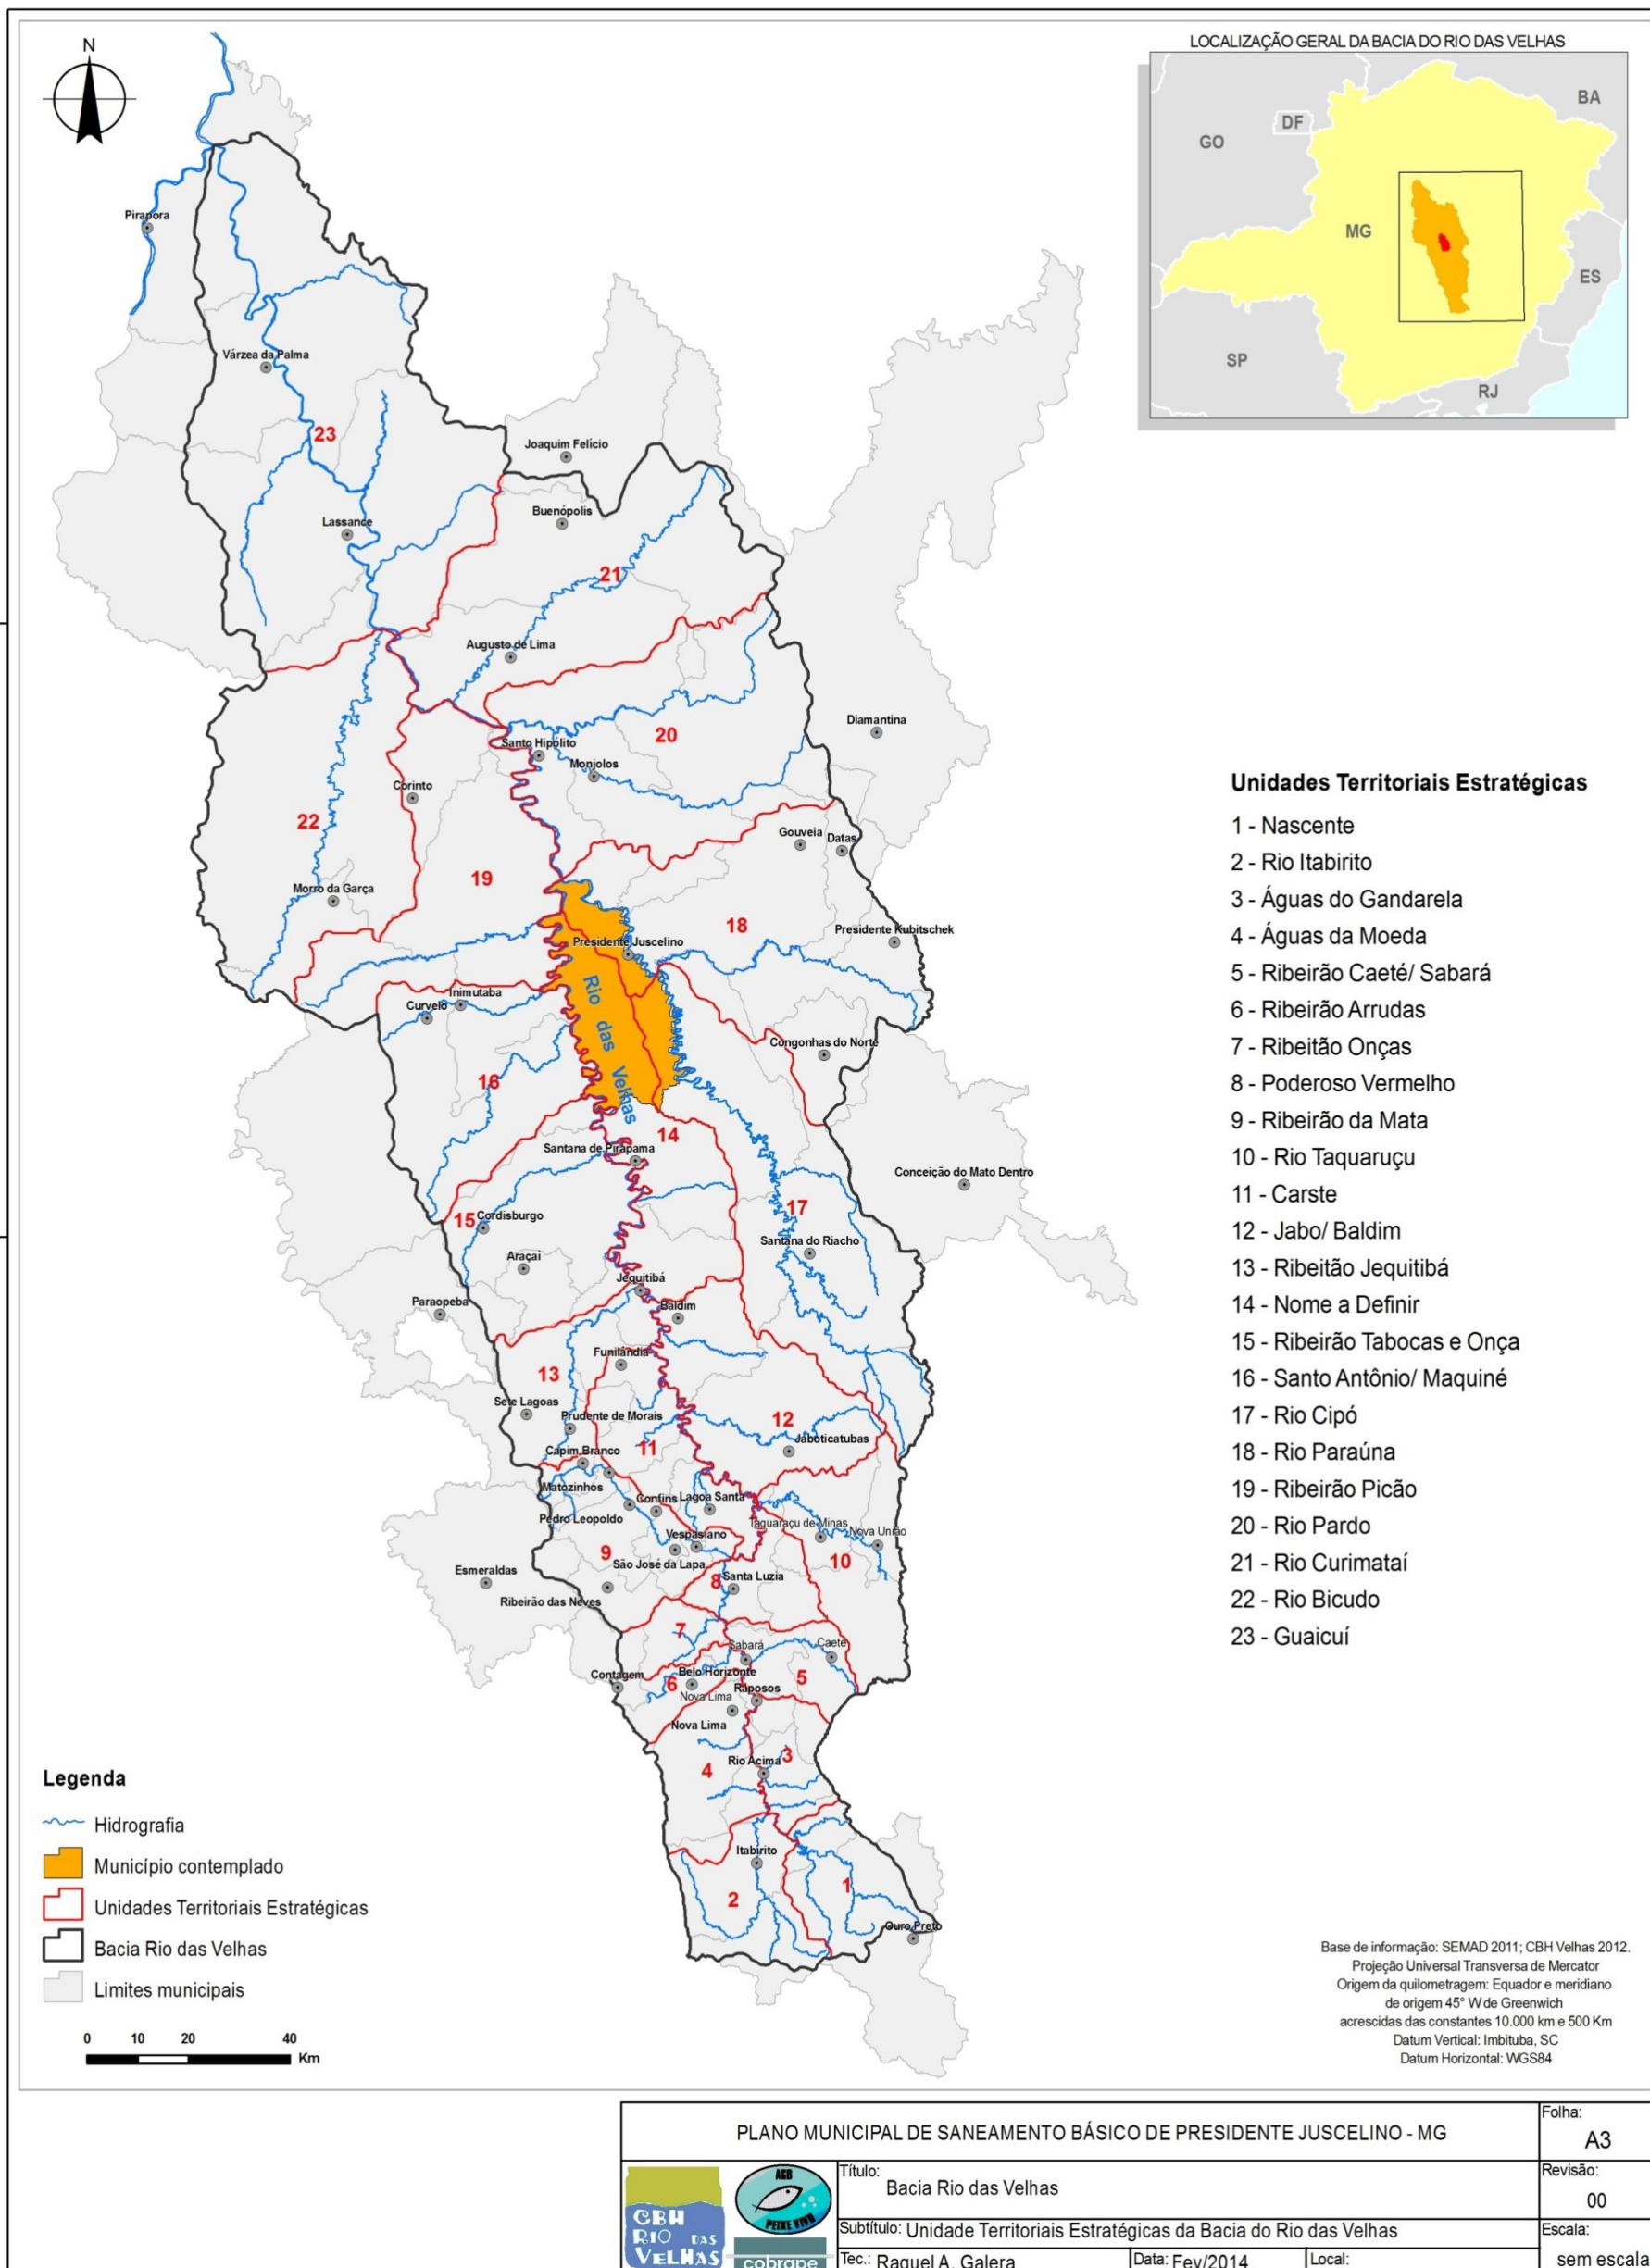 N
LOCALIZAÇÃO GERAL DA BACIA DO RIO DAS VELHAS
BA
DF
GO
MG
ES
SP
RJ
Pirapora
Várzea da Palma
23
Joaquim Felício
Buenópolis
Lassance
21
Augusto de Lima
Diamantina
20
Santo Hipólito
Monjolos
Corinto
22
Gouveia
Datas
19
Morro da Garça
18
Presidente Kubitschek
Presidente Juscelino
Rio das Velhas
Inimutaba
Curvelo
Congonhas do Norte
16
14
Santana de Pirapama
Conceição do Mato Dentro
17
15
Cordisburgo
Santana do Riacho
Araçai
Jequitibá
Paraopeba
Baldim
Funilândia
13
Sete Lagoas
Prudente de Morais
12
Jaboticatubas
11
Capim Branco
Matozinhos
Confins
Lagoa Santa
Pedro Leopoldo
Taquaraçu de Minas
Nova União
Vespasiano
9
São José da Lapa
10
Esmeraldas
8
Santa Luzia
Ribeirão das Neves
7
Sabará
Caeté
Contagem
Belo Horizonte
5
6
Raposos
Nova Lima
Nova Lima
3
Rio Acima
4
Itabirito
1
2
Ouro Preto
Unidades Territoriais Estratégicas
1 - Nascente
2 - Rio Itabirito
3 - Águas do Gandarela
4 - Águas da Moeda
5 - Ribeirão Caeté/ Sabará
6 - Ribeirão Arrudas
7 - Ribeitão Onças
8 - Poderoso Vermelho
9 - Ribeirão da Mata
10 - Rio Taquaruçu
11 - Carste
12 - Jabo/ Baldim
13 - Ribeitão Jequitibá
14 - Nome a Definir
15 - Ribeirão Tabocas e Onça
16 - Santo Antônio/ Maquiné
17 - Rio Cipó
18 - Rio Paraúna
19 - Ribeirão Picão
20 - Rio Pardo
21 - Rio Curimataí
22 - Rio Bicudo
23 - Guaicuí
Legenda
Hidrografia
Município contemplado
Unidades Territoriais Estratégicas
Bacia Rio das Velhas
Limites municipais
0 10 20 40
Km
Base de informação: SEMAD 2011; CBH Velhas 2012.
Projeção Universal Transversa de Mercator
Origem da quilometragem: Equador e meridiano
de origem 45° W de Greenwich
acrescidas das constantes 10.000 km e 500 Km
Datum Vertical: Imbituba, SC
Datum Horizontal: WGS84
PLANO MUNICIPAL DE SANEAMENTO BÁSICO DE PRESIDENTE JUSCELINO - MG
Folha:
A3
CBH
RIO DAS
VELHAS
AGB
PEIXE VIVO
cobrape
Título:
Bacia Rio das Velhas
Revisão:
00
Subtítulo: Unidade Territoriais Estratégicas da Bacia do Rio das Velhas
Escala:
sem escala
Tec.: Raquel A. Galera
Data: Fev/2014
Local: